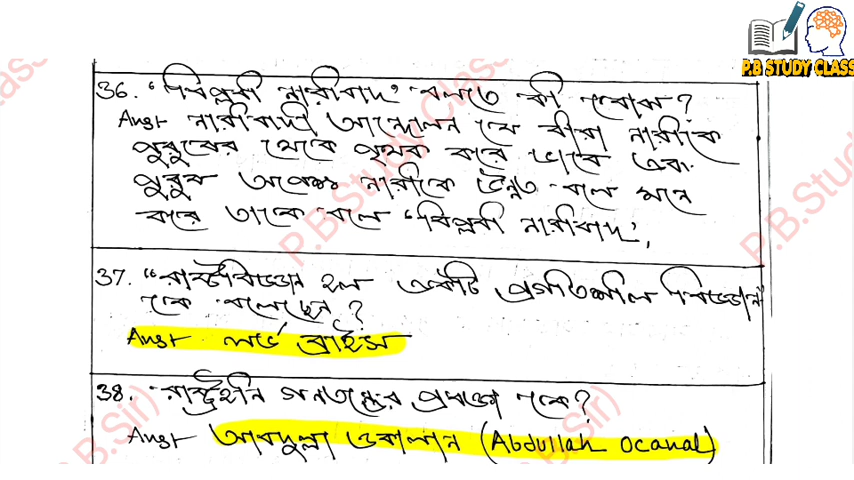 P.B STUDY CLASS
36. "বিপ্লবী নারীবাদ" বলতে কী বোঝ?
Ans↑ নারীবাদী আন্দোলন যে ধারা নারীকে
পুরুষের থেকে পৃথক করে ভাবে এবং
পুরুষ অপেক্ষা নারীকে উন্নত বলে মনে
করে তাকে বলে "বিপ্লবী নারীবাদ",
37. "রাষ্ট্রবিজ্ঞান হল একটি প্রগতিশীল বিজ্ঞান"
কে বলেছেন?
Ans↑ লর্ড ব্রাইস
38. রাষ্ট্রহীন গনতন্ত্রের প্রবক্তা কে?
Ans↑ আবদুল্লা ওকালান (Abdullah Ocanal)